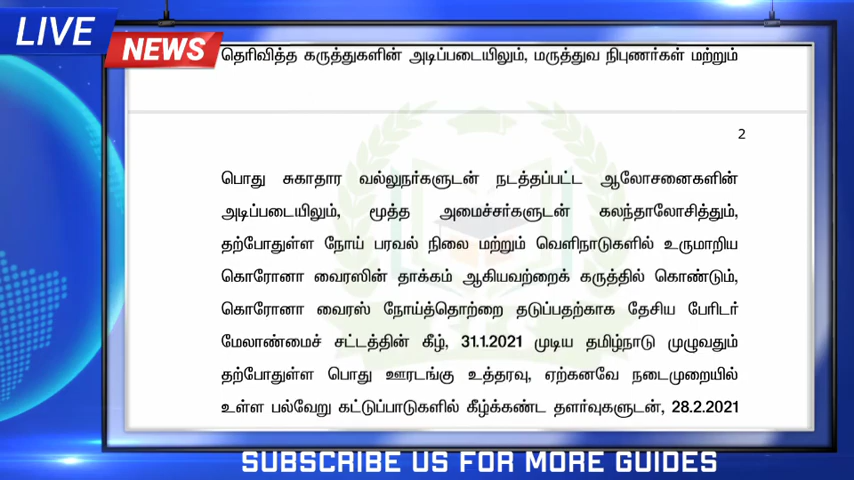 LIVE
NEWS
தெரிவித்த கருத்துகளின் அடிப்படையிலும், மருத்துவ நிபுணர்கள் மற்றும்
2
பொது சுகாதார வல்லுநர்களுடன் நடத்தப்பட்ட ஆலோசனைகளின்
அடிப்படையிலும், மூத்த அமைச்சர்களுடன் கலந்தாலோசித்தும்,
தற்போதுள்ள நோய் பரவல் நிலை மற்றும் வெளிநாடுகளில் உருமாறிய
கொரோனா வைரஸின் தாக்கம் ஆகியவற்றைக் கருத்தில் கொண்டும்,
கொரோனா வைரஸ் நோய்த்தொற்றை தடுப்பதற்காக தேசிய பேரிடர்
மேலாண்மைச் சட்டத்தின் கீழ், 31.1.2021 முடிய தமிழ்நாடு முழுவதும்
தற்போதுள்ள பொது ஊரடங்கு உத்தரவு, ஏற்கனவே நடைமுறையில்
உள்ள பல்வேறு கட்டுப்பாடுகளில் கீழ்க்கண்ட தளர்வுகளுடன், 28.2.2021
SUBSCRIBE US FOR MORE GUIDES